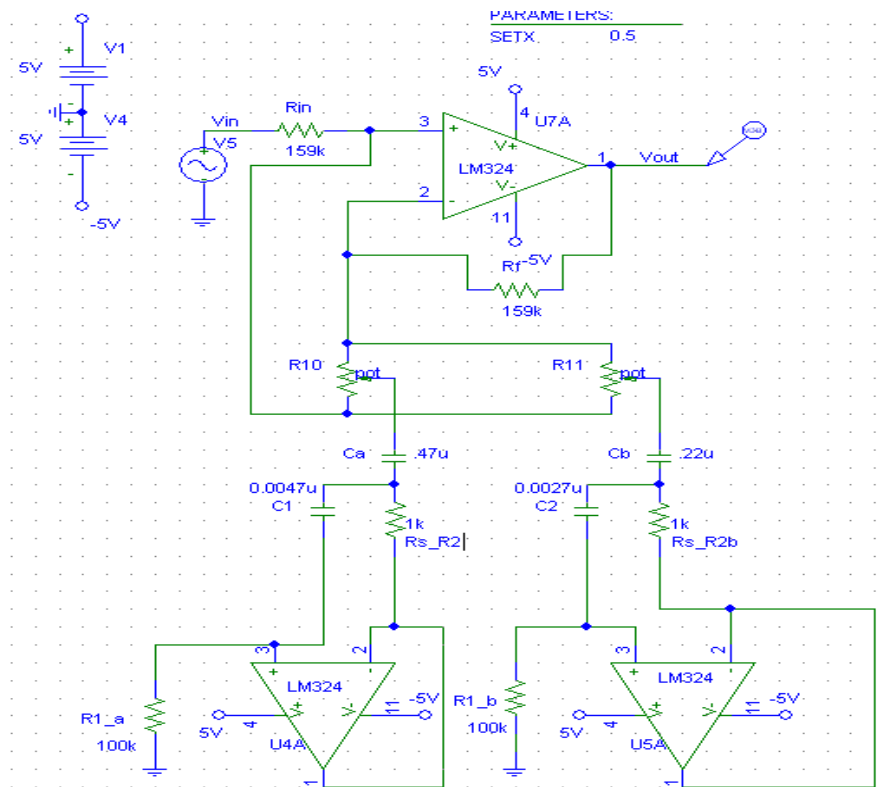 PARAMETERS:
SETX 0.5
+ V1
5V
-
+ V4
5V
-
-5V
5V
Vin
Rin
V5
+
-
159k
3
+
4
U7A
V+
LM324
1
Vout
V-
2
-
11
-5V
Rf
159k
R10
pot
R11
pot
Ca .47u
Cb .22u
0.0047u
C1
0.0027u
C2
1k
Rs_R2
1k
Rs_R2b
3
2
3
2
+
-
+
-
LM324
LM324
R1_a
100k
5V
4
V+
V-
11
-5V
U4A
1
R1_b
100k
5V
4
V+
V-
11
-5V
U5A
1